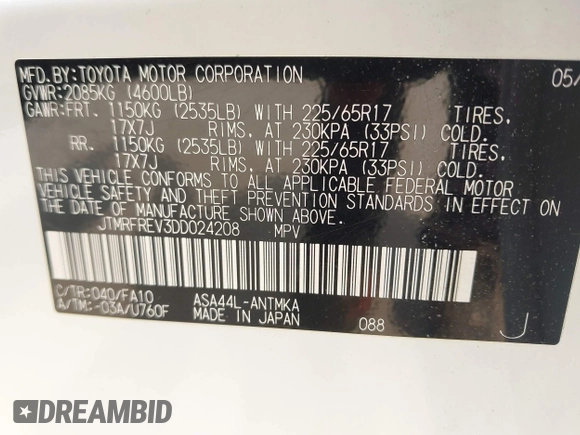 MFD.BY:TOYOTA MOTOR CORPORATION 05/
GVWR:2085KG (4600LB)
GAWR:FRT. 1150KG (2535LB) WITH 225/65R17 TIRES,
17X7J RIMS, AT 230KPA (33PSI) COLD.
RR. 1150KG (2535LB) WITH 225/65R17 TIRES,
17X7J RIMS, AT 230KPA (33PSI) COLD.
THIS VEHICLE CONFORMS TO ALL APPLICABLE FEDERAL MOTOR
VEHICLE SAFETY AND THEFT PREVENTION STANDARDS IN EFFECT ON
THE DATE OF MANUFACTURE SHOWN ABOVE.
JTMRFREV3DD024208 MPV
C/TR:040/FA10 ASA44L-ANTMKA
A/TM:-03A/U760F MADE IN JAPAN 088 J
DREAMBID